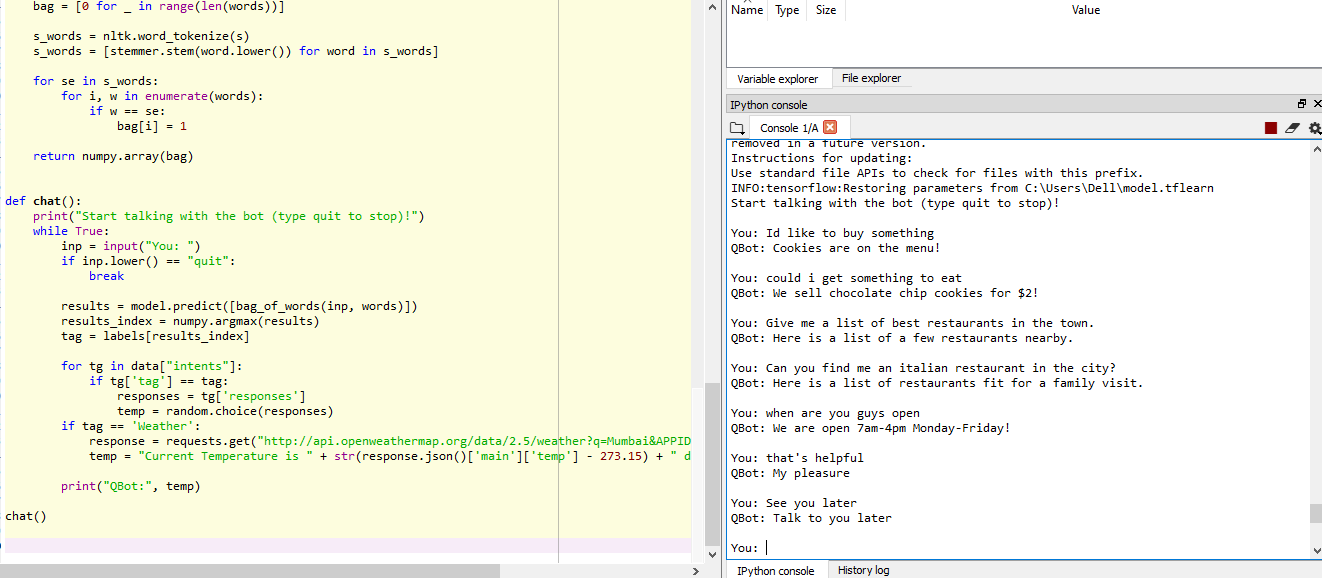 bag = [0 for _ in range(len(words))]
s_words = nltk.word_tokenize(s)
s_words = [stemmer.stem(word.lower()) for word in s_words]
for se in s_words:
for i, w in enumerate(words):
if w == se:
bag[i] = 1
return numpy.array(bag)
def chat():
print("Start talking with the bot (type quit to stop)!")
while True:
inp = input("You: ")
if inp.lower() == "quit":
break
results = model.predict([bag_of_words(inp, words)])
results_index = numpy.argmax(results)
tag = labels[results_index]
for tg in data["intents"]:
if tg['tag'] == tag:
responses = tg['responses']
temp = random.choice(responses)
if tag == 'Weather':
response = requests.get("http://api.openweathermap.org/data/2.5/weather?q=Mumbai&APPID
temp = "Current Temperature is " + str(response.json()['main']['temp'] - 273.15) + " d
print("QBot:", temp)
chat()
Name Type Size Value
Variable explorer File explorer
IPython console
Console 1/A
removed in a future version.
Instructions for updating:
Use standard file APIs to check for files with this prefix.
INFO:tensorflow:Restoring parameters from C:\Users\Dell\model.tflearn
Start talking with the bot (type quit to stop)!
You: Id like to buy something
QBot: Cookies are on the menu!
You: could i get something to eat
QBot: We sell chocolate chip cookies for $2!
You: Give me a list of best restaurants in the town.
QBot: Here is a list of a few restaurants nearby.
You: Can you find me an italian restaurant in the city?
QBot: Here is a list of restaurants fit for a family visit.
You: when are you guys open
QBot: We are open 7am-4pm Monday-Friday!
You: that's helpful
QBot: My pleasure
You: See you later
QBot: Talk to you later
You:
IPython console History log